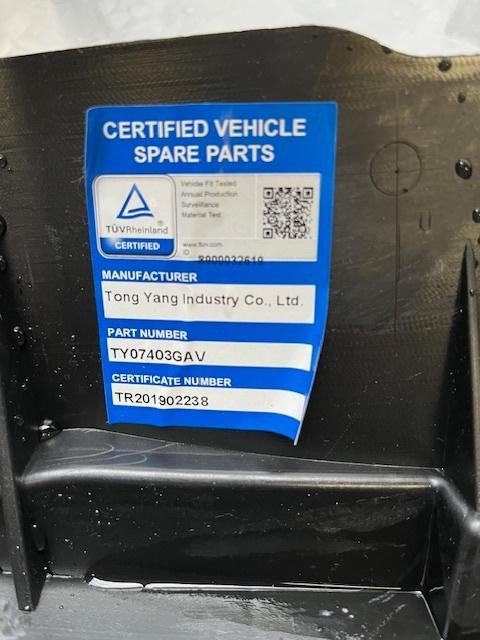 CERTIFIED VEHICLE
SPARE PARTS
TÜVRheinland®
CERTIFIED
Vehicle Fit Tested
Annual Production
Surveillance
Material Test
www.tuv.com
ID
MANUFACTURER
Tong Yang Industry Co., Ltd.
PART NUMBER
TY07403GAV
CERTIFICATE NUMBER
TR201902238